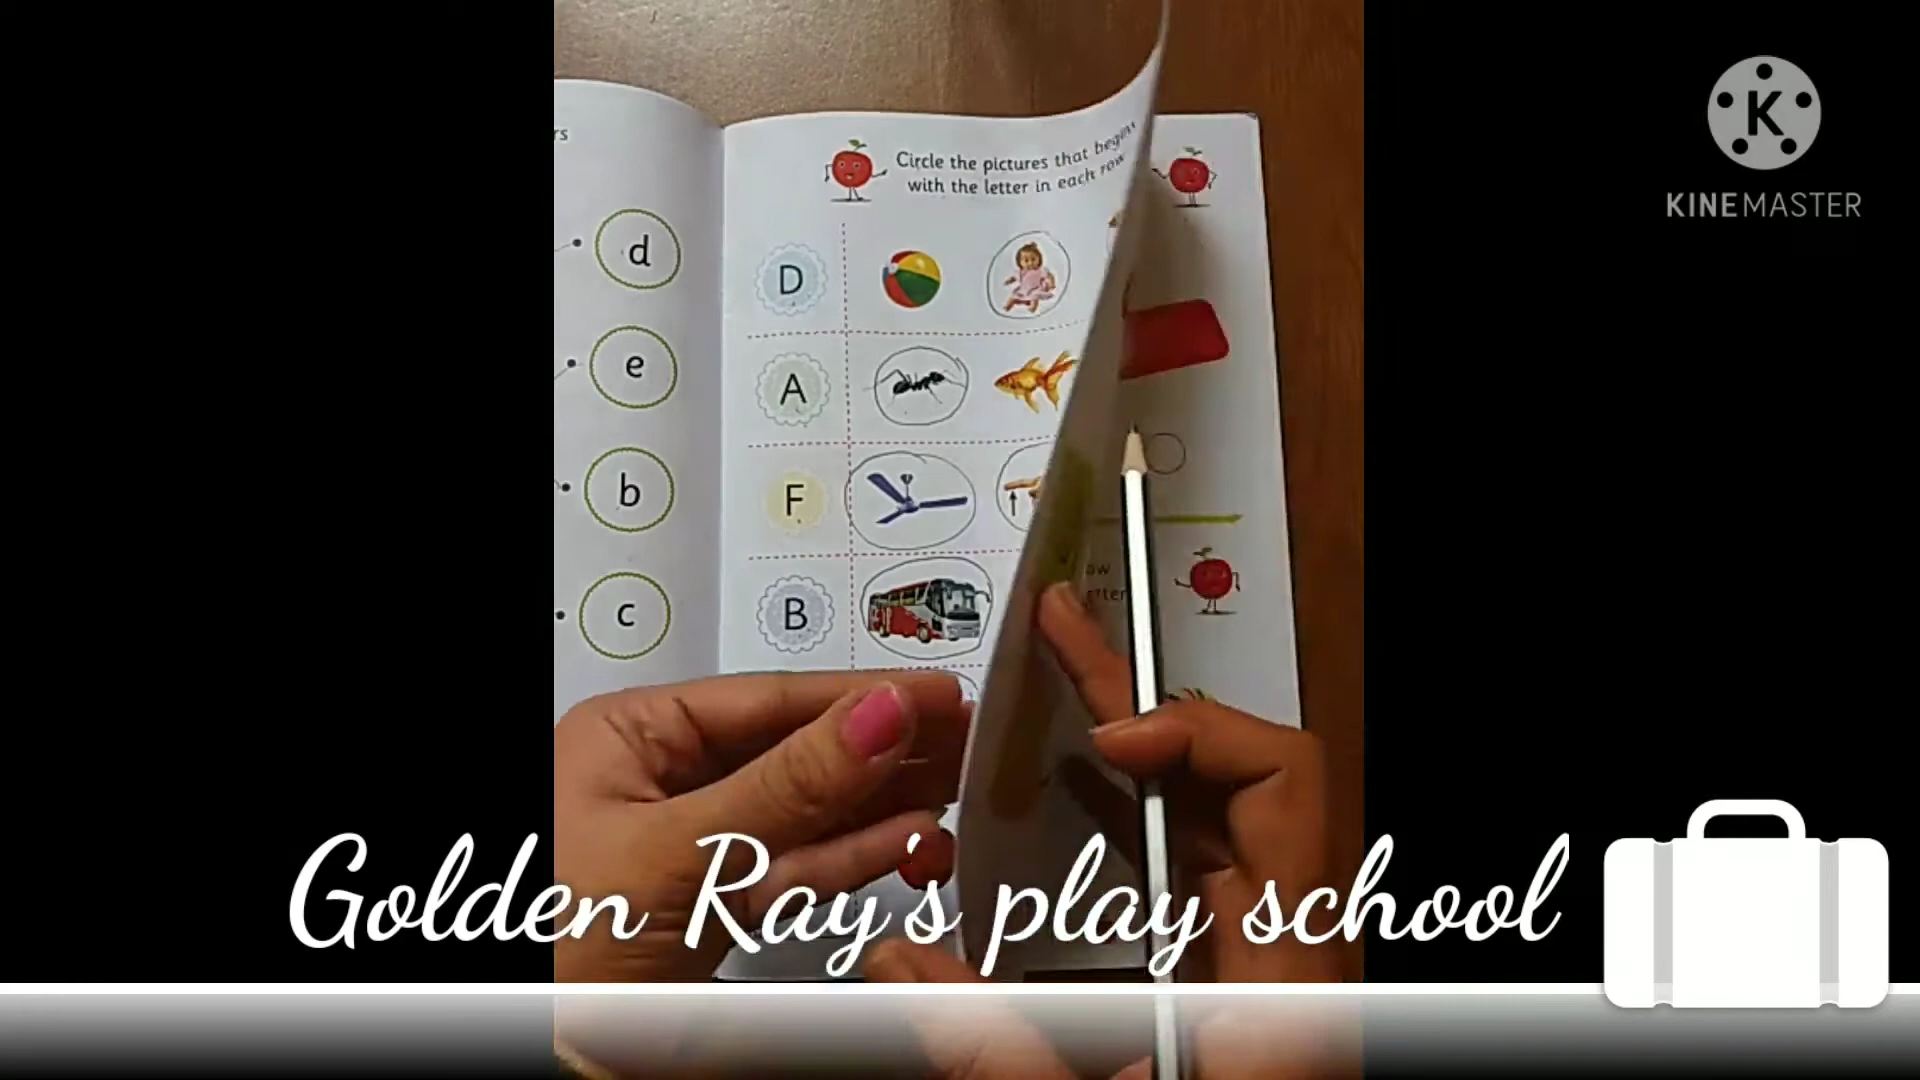 K
KINEMASTER
Circle the pictures that begins
with the letter in each row
d
e
b
c
D
A
F
B
Golden Ray's play school